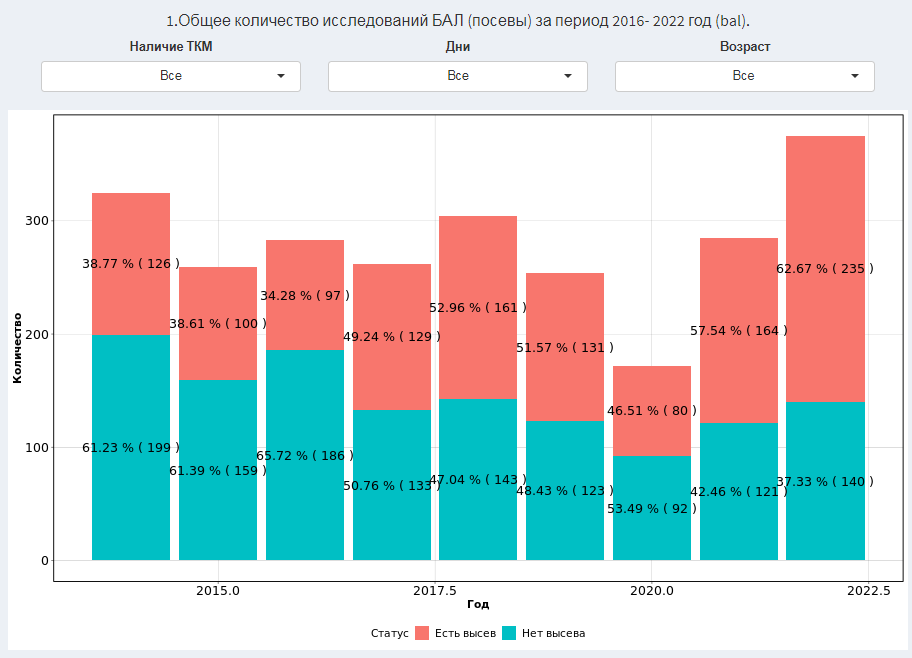 1.Общее количество исследований БАЛ (посевы) за период 2016- 2022 год (bal).
Наличие ТКМ Дни Возраст
Все Все Все
Количество
300
200
100
0
38.77 % ( 126 )
38.61 % ( 100 )
34.28 % ( 97 )
49.24 % ( 129 )
52.96 % ( 161 )
51.57 % ( 131 )
46.51 % ( 80 )
57.54 % ( 164 )
62.67 % ( 235 )
61.23 % ( 199 )
61.39 % ( 159 )
65.72 % ( 186 )
50.76 % ( 133 )
47.04 % ( 143 )
48.43 % ( 123 )
53.49 % ( 92 )
42.46 % ( 121 )
37.33 % ( 140 )
2015.0 2017.5 2020.0 2022.5
Год
Статус Есть высев Нет высева